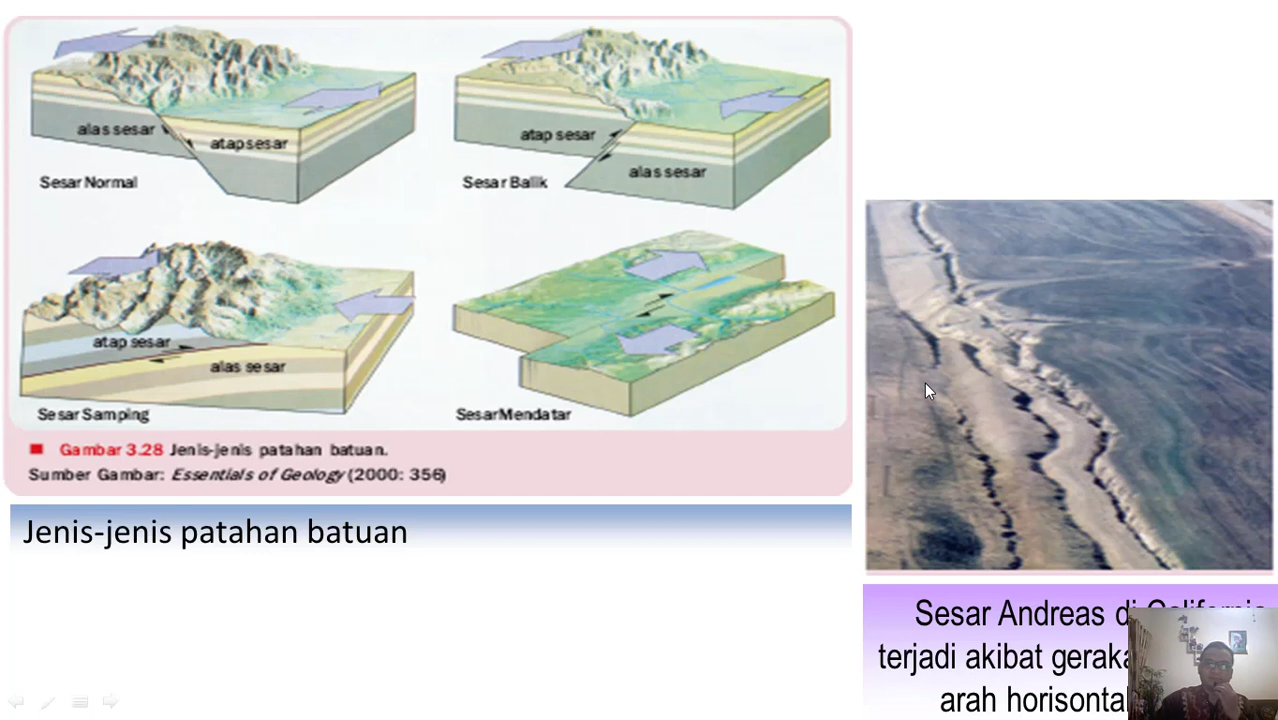 alas sesar
atap sesar
Sesar Normal
atap sesar
alas sesar
Sesar Balik
atap sesar
alas sesar
Sesar Samping
Sesar Mendatar
Gambar 3.28 Jenis-jenis patahan batuan.
Sumber Gambar: Essentials of Geology (2000: 356)
Jenis-jenis patahan batuan
Sesar Andreas di California
terjadi akibat
arah